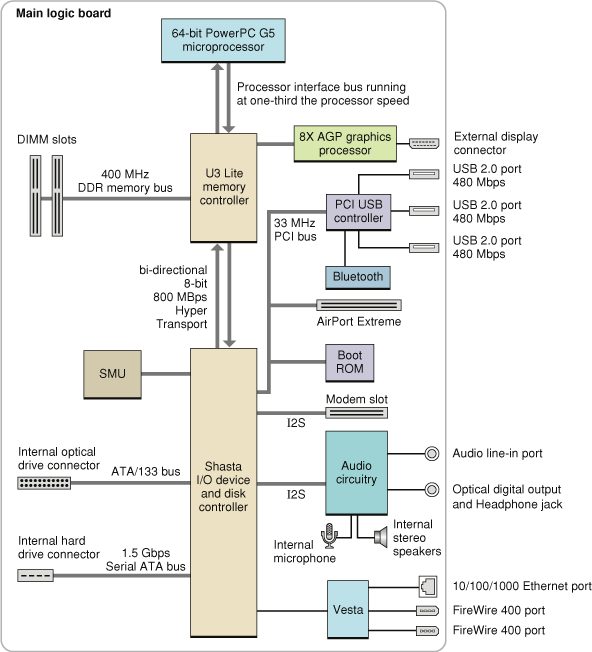 Main logic board
64-bit PowerPC G5
microprocessor
Processor interface bus running
at one-third the processor speed
DIMM slots
400 MHz
DDR memory bus
U3 Lite
memory
controller
8X AGP graphics
processor
External display
connector
USB 2.0 port
480 Mbps
PCI USB
controller
USB 2.0 port
480 Mbps
33 MHz
PCI bus
USB 2.0 port
480 Mbps
Bluetooth
bi-directional
8-bit
800 MBps
Hyper
Transport
AirPort Extreme
SMU
Boot
ROM
Modem slot
I2S
Internal optical
drive connector
ATA/133 bus
Shasta
I/O device
and disk
controller
I2S
Audio
circuitry
Audio line-in port
Optical digital output
and Headphone jack
Internal
microphone
Internal
stereo
speakers
Internal hard
drive connector
1.5 Gbps
Serial ATA bus
Vesta
10/100/1000 Ethernet port
FireWire 400 port
FireWire 400 port